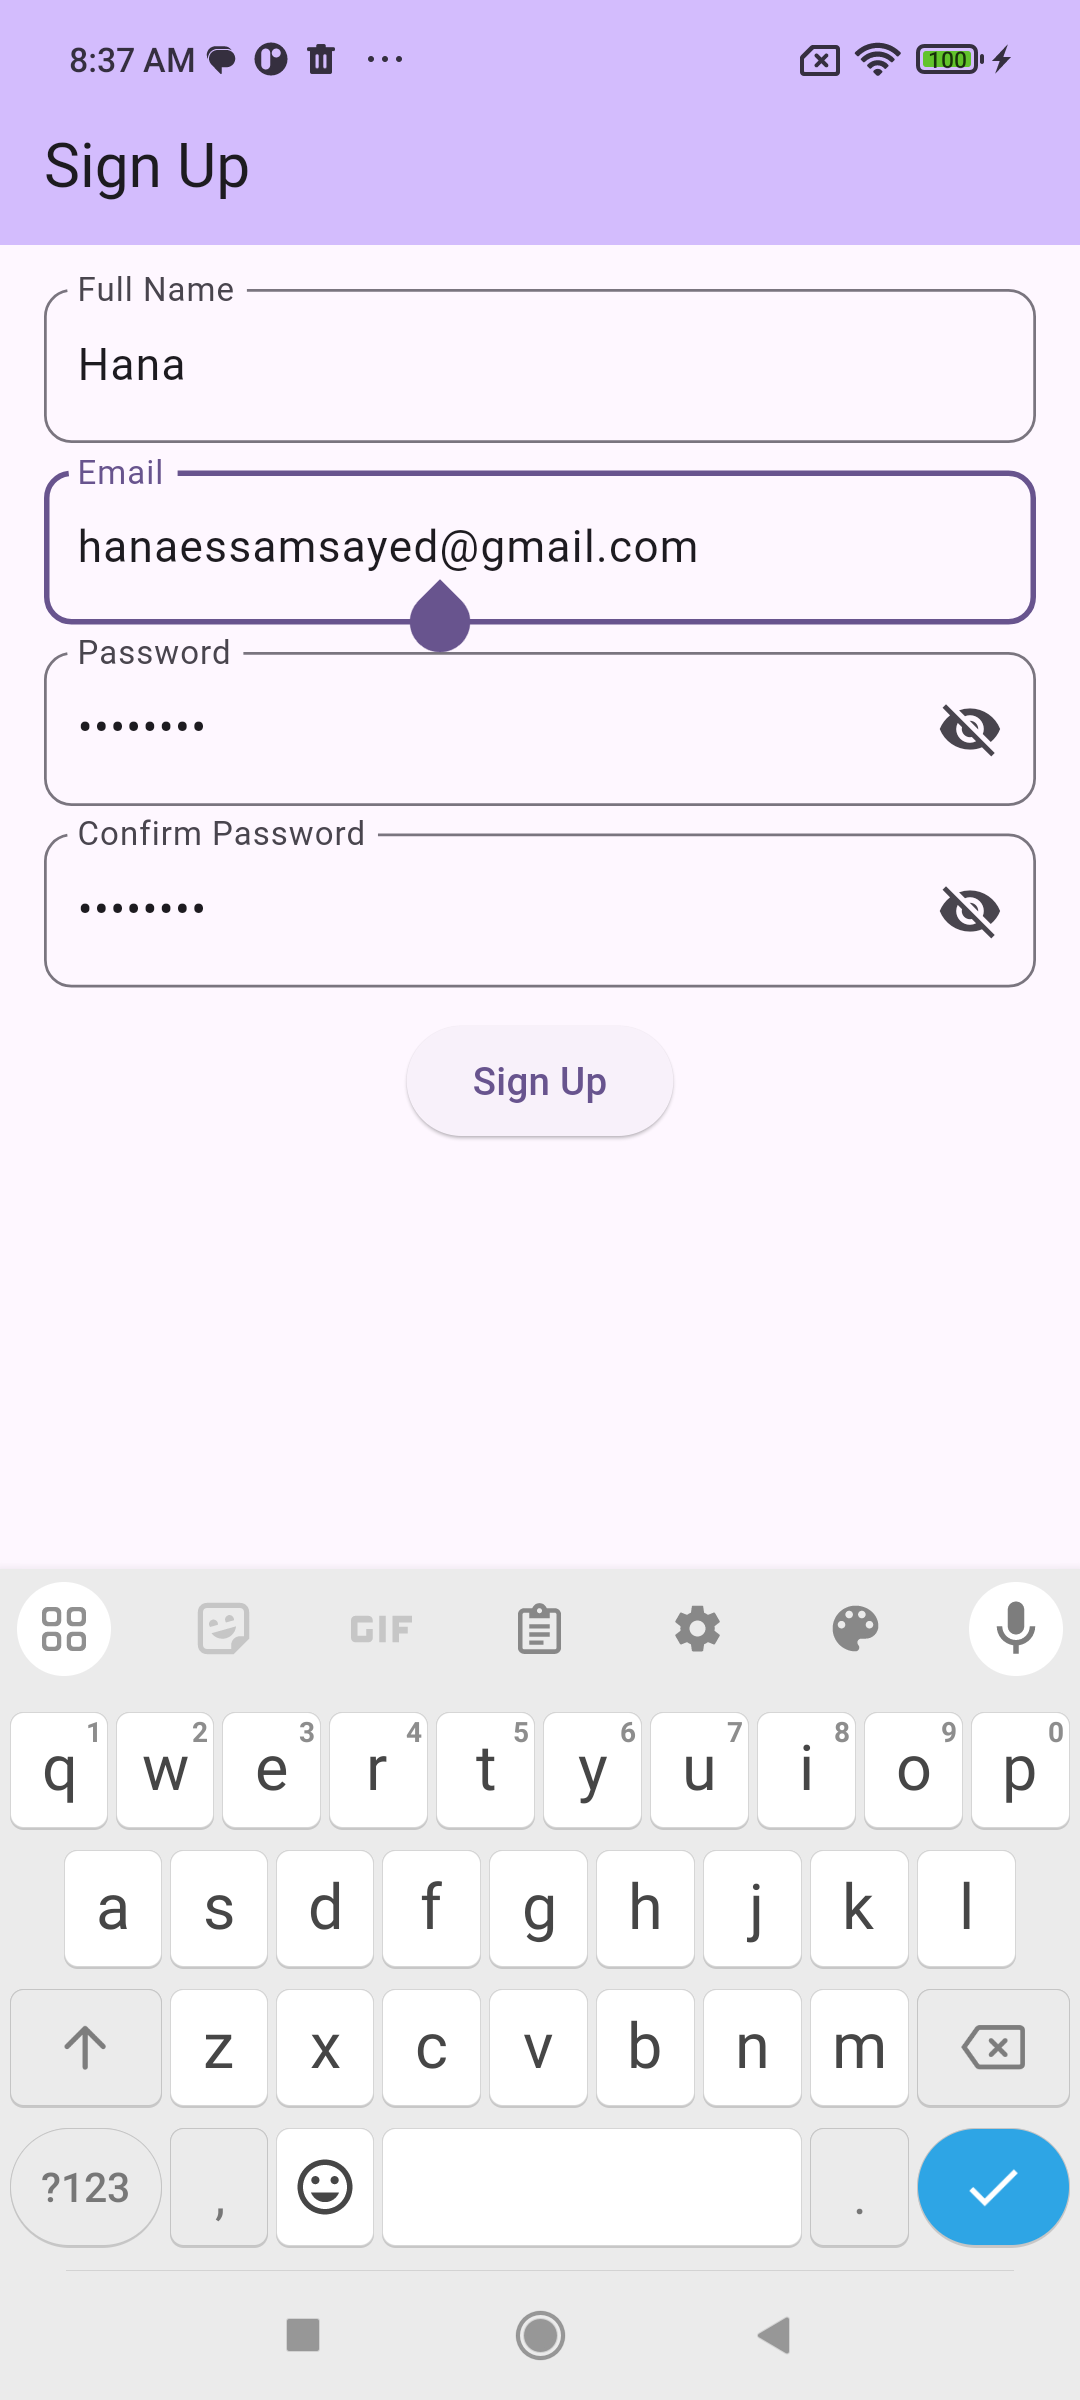 8:37 AM
100
Sign Up
Full Name
Hana
Email
hanaessamsayed@gmail.com
Password
••••••••
Confirm Password
••••••••
Sign Up
GIF
q 1 w 2 e 3 r 4 t 5 y 6 u 7 i 8 o 9 p 0
a s d f g h j k l
z x c v b n m
?123 , .